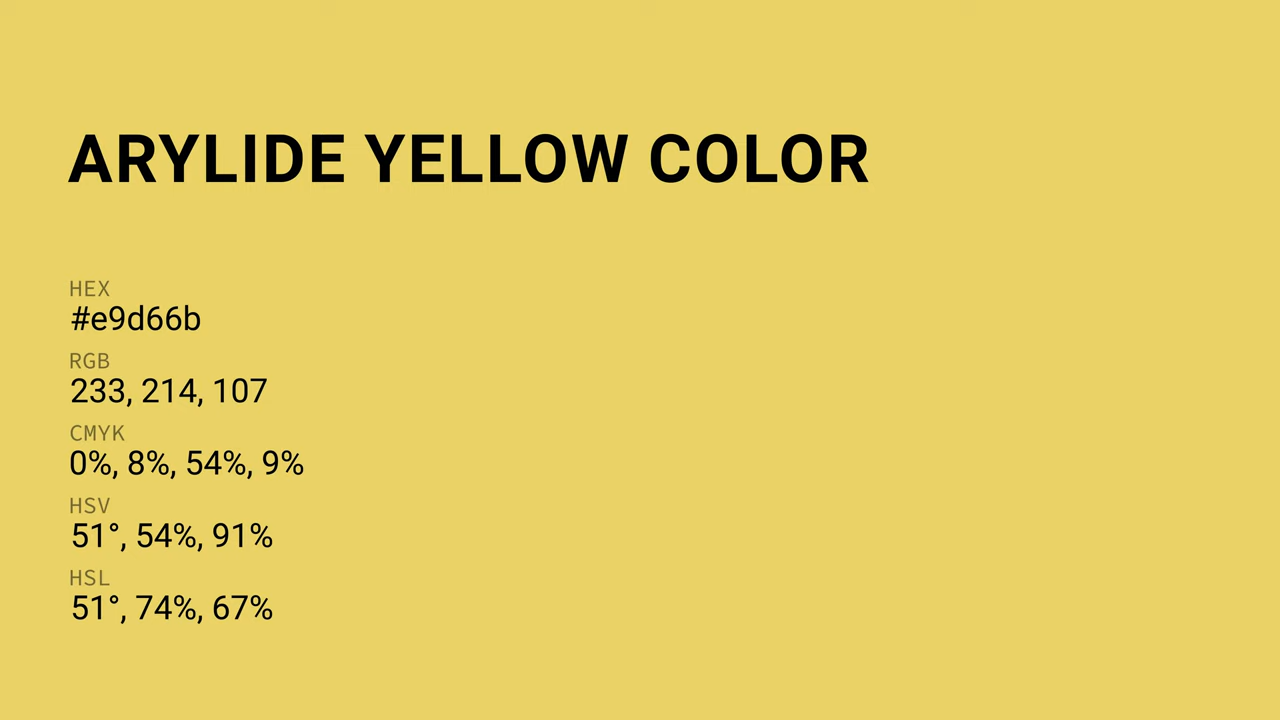 ARYLIDE YELLOW COLOR
HEX
#e9d66b
RGB
233, 214, 107
CMYK
0%, 8%, 54%, 9%
HSV
51°, 54%, 91%
HSL
51°, 74%, 67%